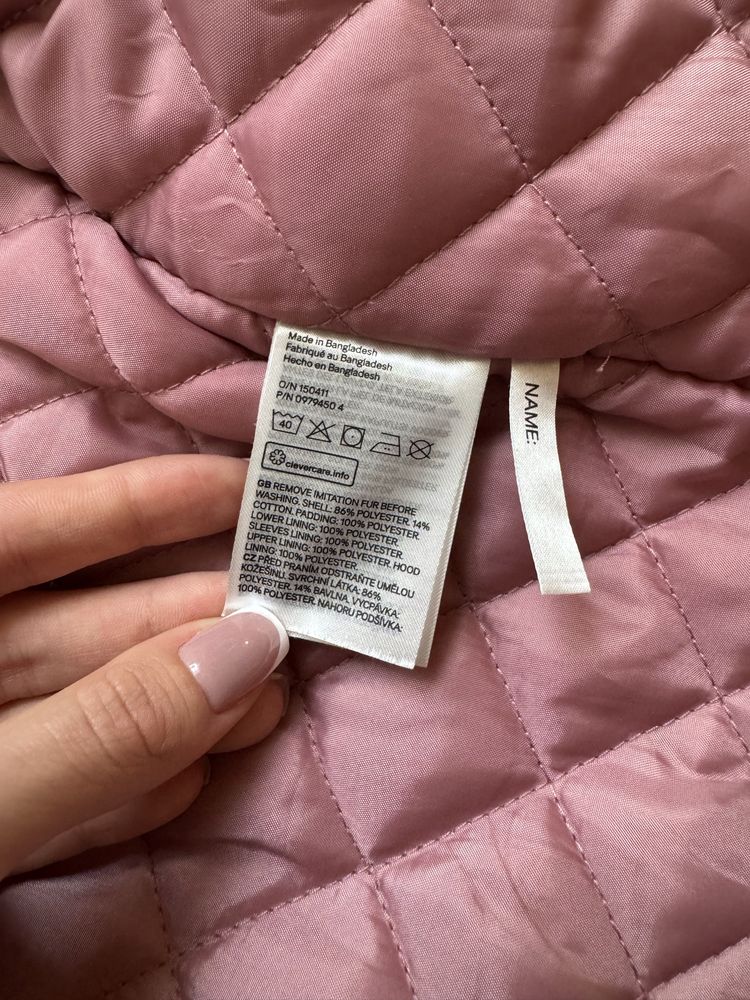 Made in Bangladesh
Fabriqué au Bangladesh
Hecho en Bangladesh
O/N 150411
P/N 0979450 4
40
clevercare.info
GB REMOVE IMITATION FUR BEFORE
WASHING. SHELL: 86% POLYESTER. 14%
COTTON. PADDING: 100% POLYESTER.
LOWER LINING: 100% POLYESTER.
SLEEVES LINING: 100% POLYESTER.
UPPER LINING: 100% POLYESTER. HOOD
LINING: 100% POLYESTER.
CZ PŘED PRANÍM ODSTRAŇTE UMĚLOU
KOŽEŠINU. SVRCHNÍ LÁTKA: 86%
POLYESTER. 14% BAVLNA. VYCPÁVKA:
100% POLYESTER. NAHORU PODŠÍVKA:
NAME: